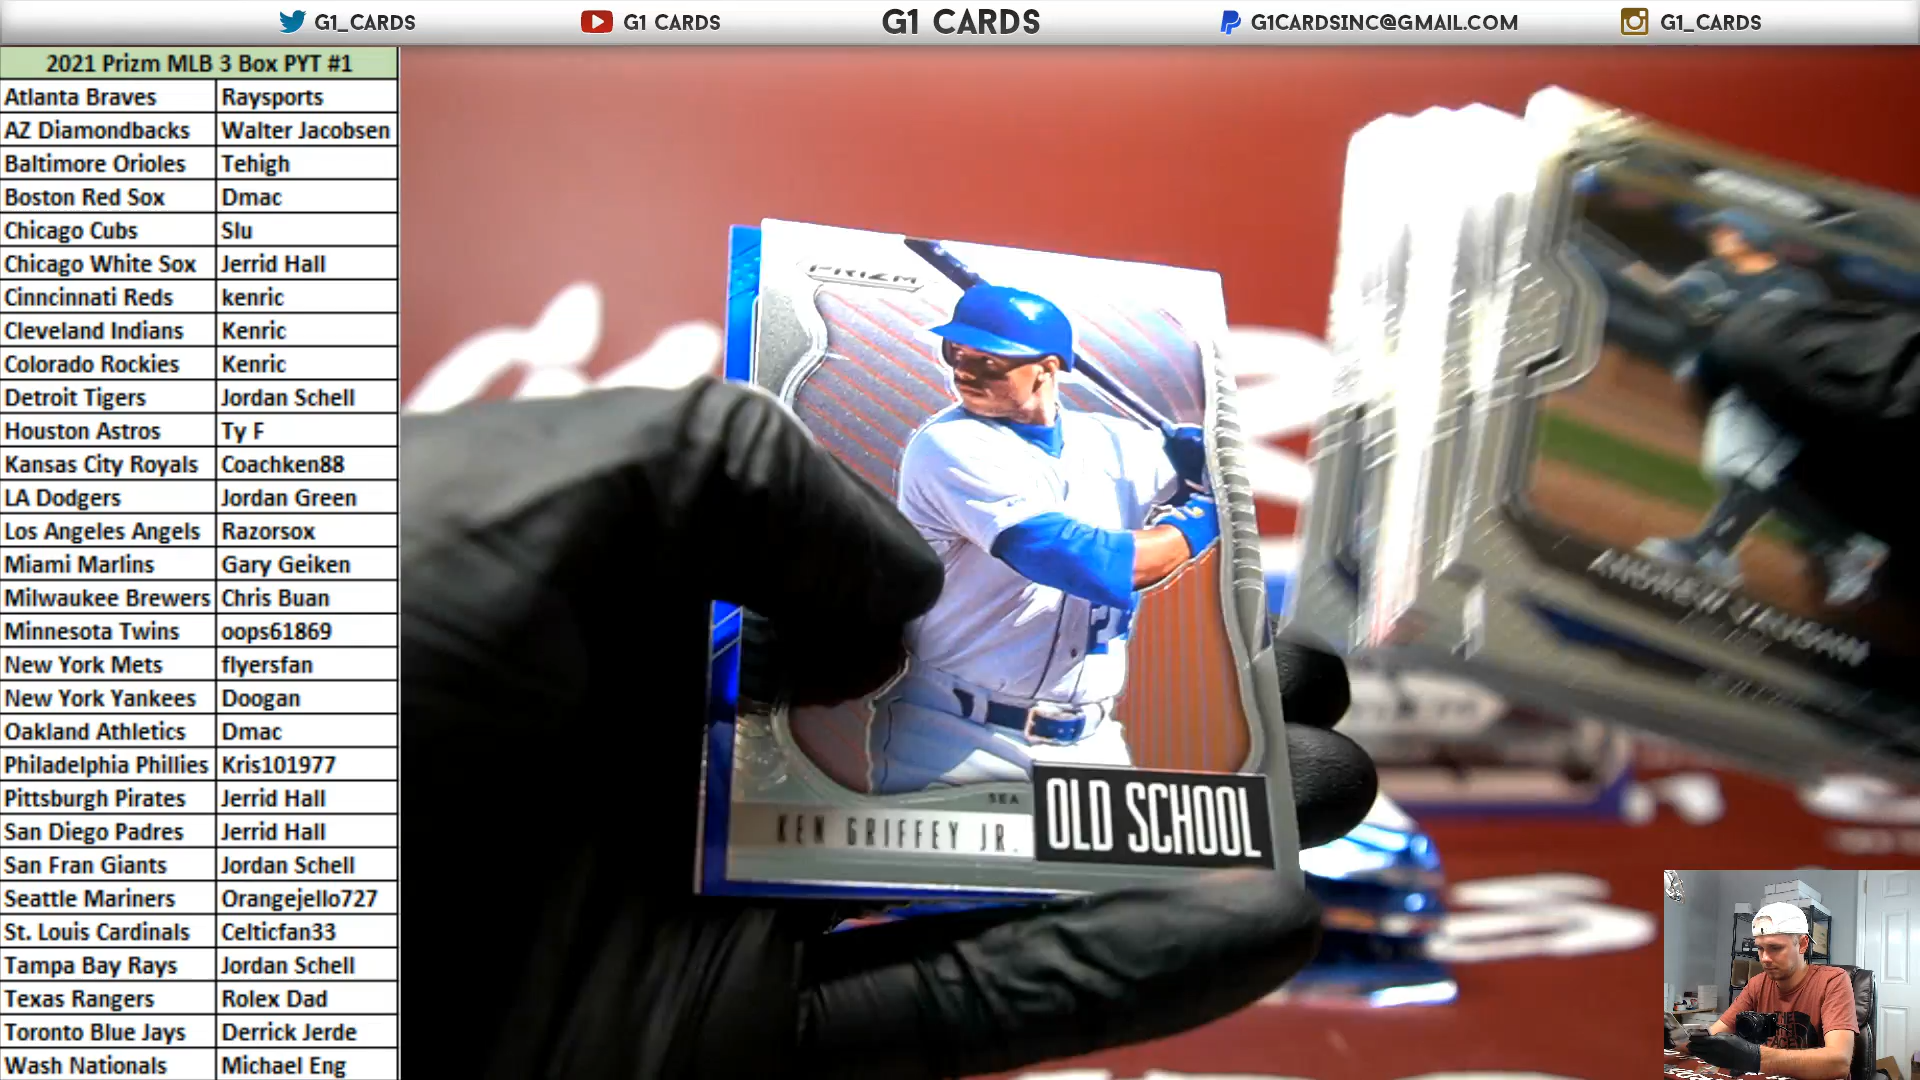 G1_CARDS
G1 CARDS
G1 CARDS
G1CARDSINC@GMAIL.COM
G1_CARDS
2021 Prizm MLB 3 Box PYT #1
Atlanta Braves Raysports
AZ Diamondbacks Walter Jacobsen
Baltimore Orioles Tehigh
Boston Red Sox Dmac
Chicago Cubs Slu
Chicago White Sox Jerrid Hall
Cinncinnati Reds kenric
Cleveland Indians Kenric
Colorado Rockies Kenric
Detroit Tigers Jordan Schell
Houston Astros Ty F
Kansas City Royals Coachken88
LA Dodgers Jordan Green
Los Angeles Angels Razorsox
Miami Marlins Gary Geiken
Milwaukee Brewers Chris Buan
Minnesota Twins oops61869
New York Mets flyersfan
New York Yankees Doogan
Oakland Athletics Dmac
Philadelphia Phillies Kris101977
Pittsburgh Pirates Jerrid Hall
San Diego Padres Jerrid Hall
San Fran Giants Jordan Schell
Seattle Mariners Orangejello727
St. Louis Cardinals Celticfan33
Tampa Bay Rays Jordan Schell
Texas Rangers Rolex Dad
Toronto Blue Jays Derrick Jerde
Wash Nationals Michael Eng
PRIZM
SEA
KEN GRIFFEY JR.
OLD SCHOOL
ANDREW VAUGHN